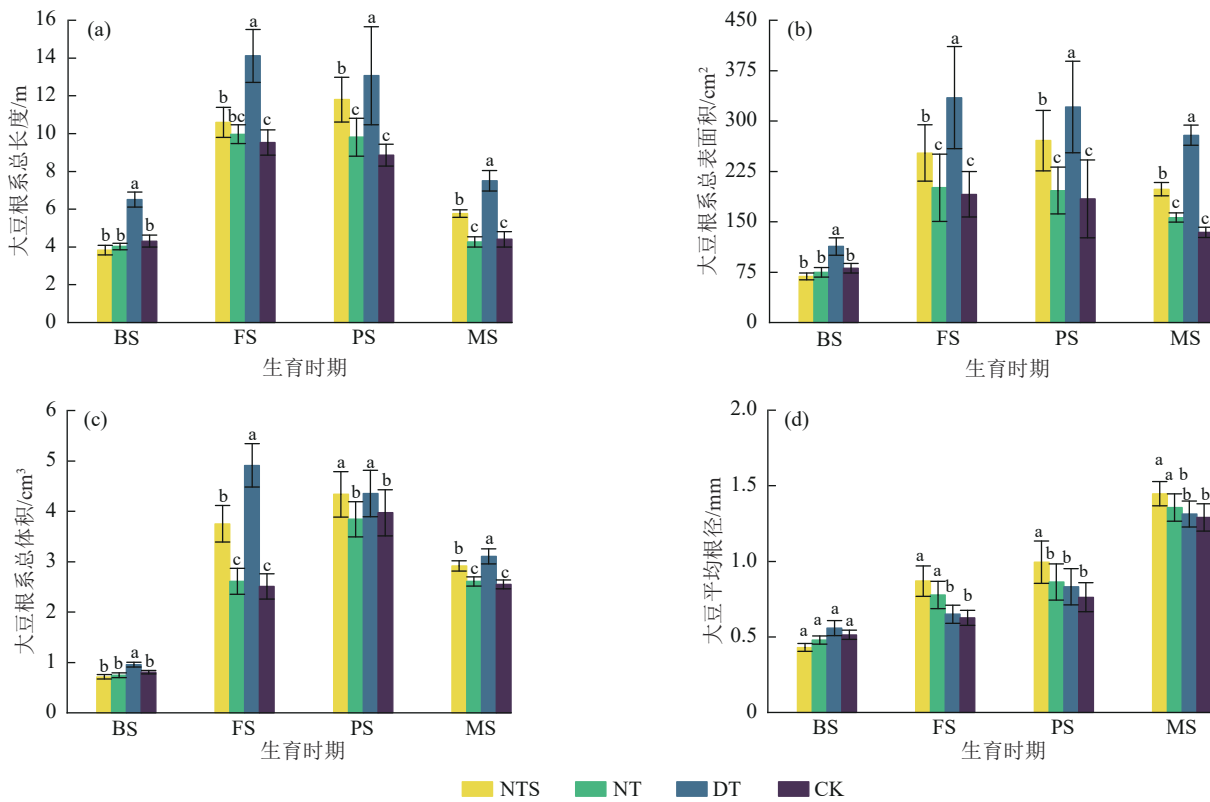 (a)
大豆根系总长度/m
16
14
12
10
8
6
4
2
0
b b a b
b bc a c
b c a c
b c a c
BS FS PS MS
生育时期
(b)
大豆根系总表面积/cm²
450
375
300
225
150
75
0
b b a b
b c a c
b c a c
b c a c
BS FS PS MS
生育时期
(c)
大豆根系总体积/cm³
6
5
4
3
2
1
0
b b a b
b c a c
a b a b
b c a c
BS FS PS MS
生育时期
(d)
大豆平均根径/mm
2.0
1.5
1.0
0.5
0
a a a a
a a b b
a b b b
a a b b b
BS FS PS MS
生育时期
NTS NT DT CK